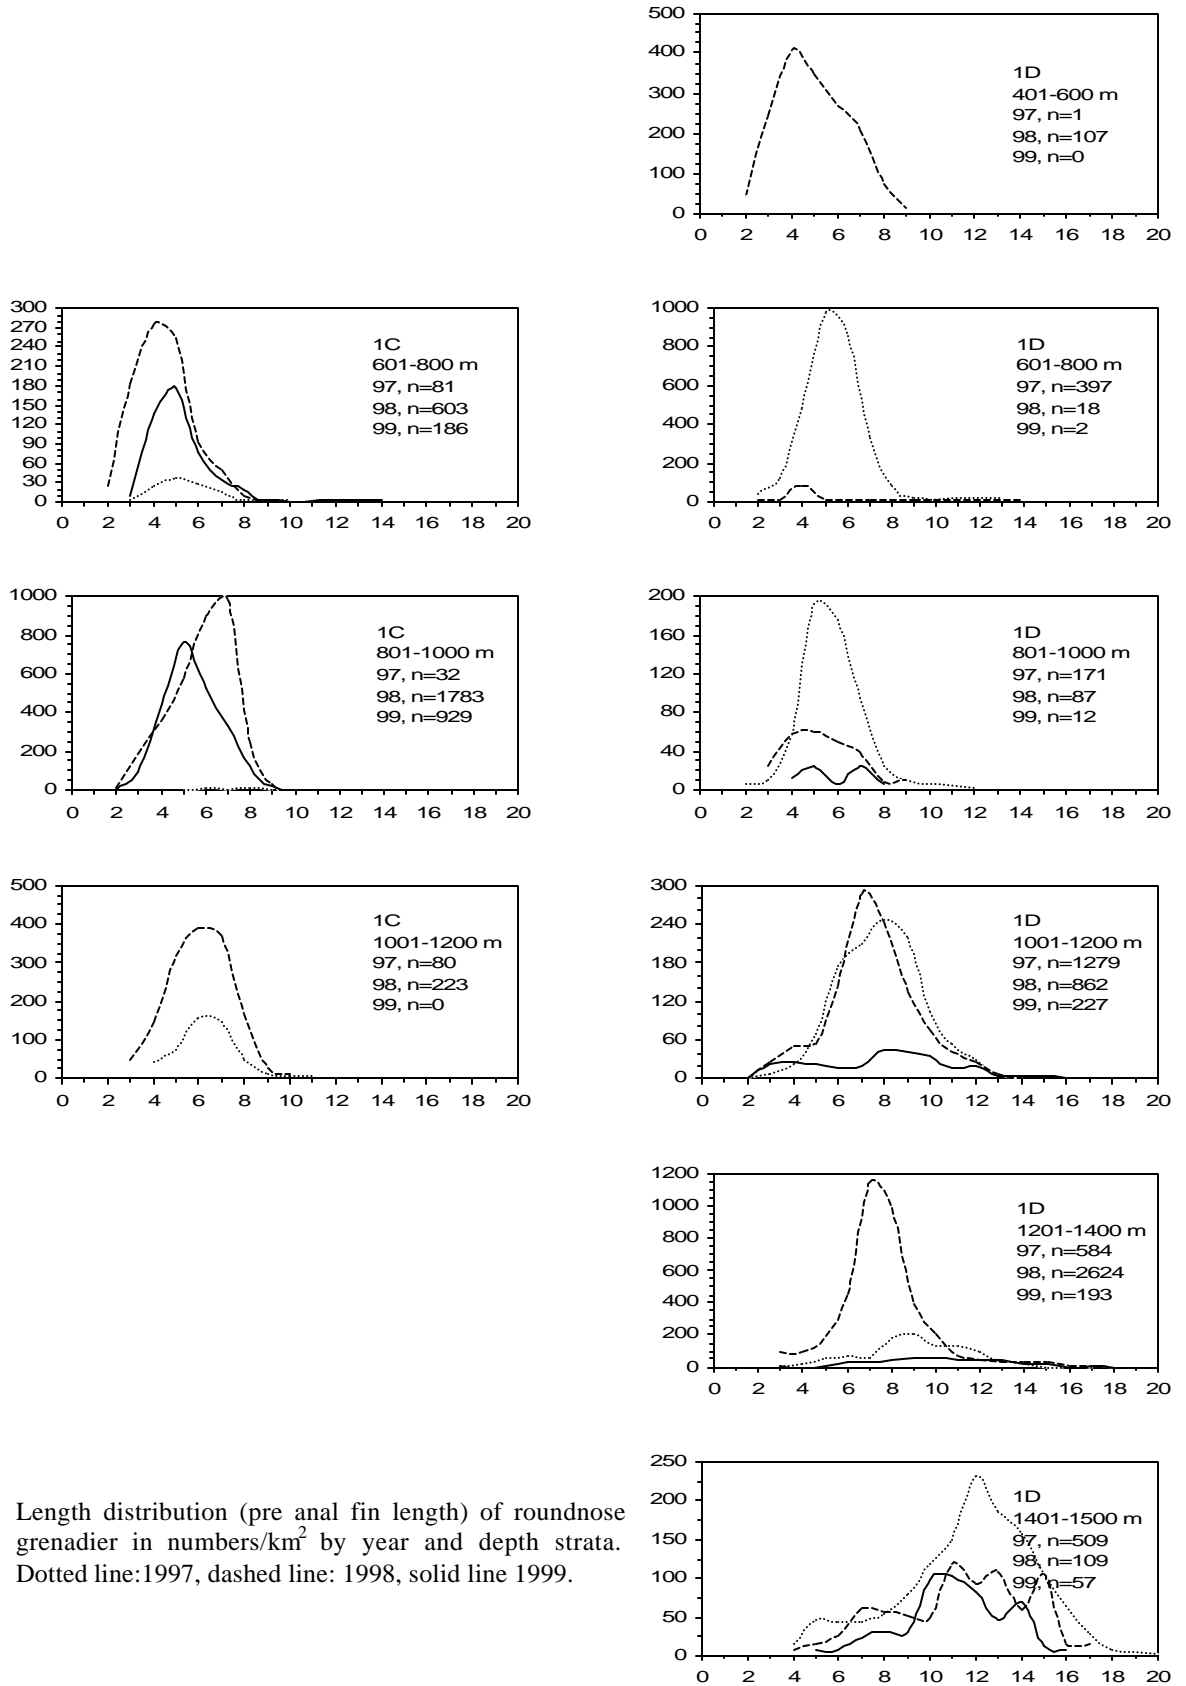 500
400
300
200
100
0
0 2 4 6 8 10 12 14 16 18 20
1D
401-600 m
97, n=1
98, n=107
99, n=0
300
270
240
210
180
150
120
90
60
30
0
0 2 4 6 8 10 12 14 16 18 20
1C
601-800 m
97, n=81
98, n=603
99, n=186
1000
800
600
400
200
0
0 2 4 6 8 10 12 14 16 18 20
1D
601-800 m
97, n=397
98, n=18
99, n=2
1000
800
600
400
200
0
0 2 4 6 8 10 12 14 16 18 20
1C
801-1000 m
97, n=32
98, n=1783
99, n=929
200
160
120
80
40
0
0 2 4 6 8 10 12 14 16 18 20
1D
801-1000 m
97, n=171
98, n=87
99, n=12
500
400
300
200
100
0
0 2 4 6 8 10 12 14 16 18 20
1C
1001-1200 m
97, n=80
98, n=223
99, n=0
300
240
180
120
60
0
0 2 4 6 8 10 12 14 16 18 20
1D
1001-1200 m
97, n=1279
98, n=862
99, n=227
1200
1000
800
600
400
200
0
0 2 4 6 8 10 12 14 16 18 20
1D
1201-1400 m
97, n=584
98, n=2624
99, n=193
250
200
150
100
50
0
0 2 4 6 8 10 12 14 16 18 20
1D
1401-1500 m
97, n=509
98, n=109
99, n=57
Length distribution (pre anal fin length) of roundnose
grenadier in numbers/km² by year and depth strata.
Dotted line:1997, dashed line: 1998, solid line 1999.